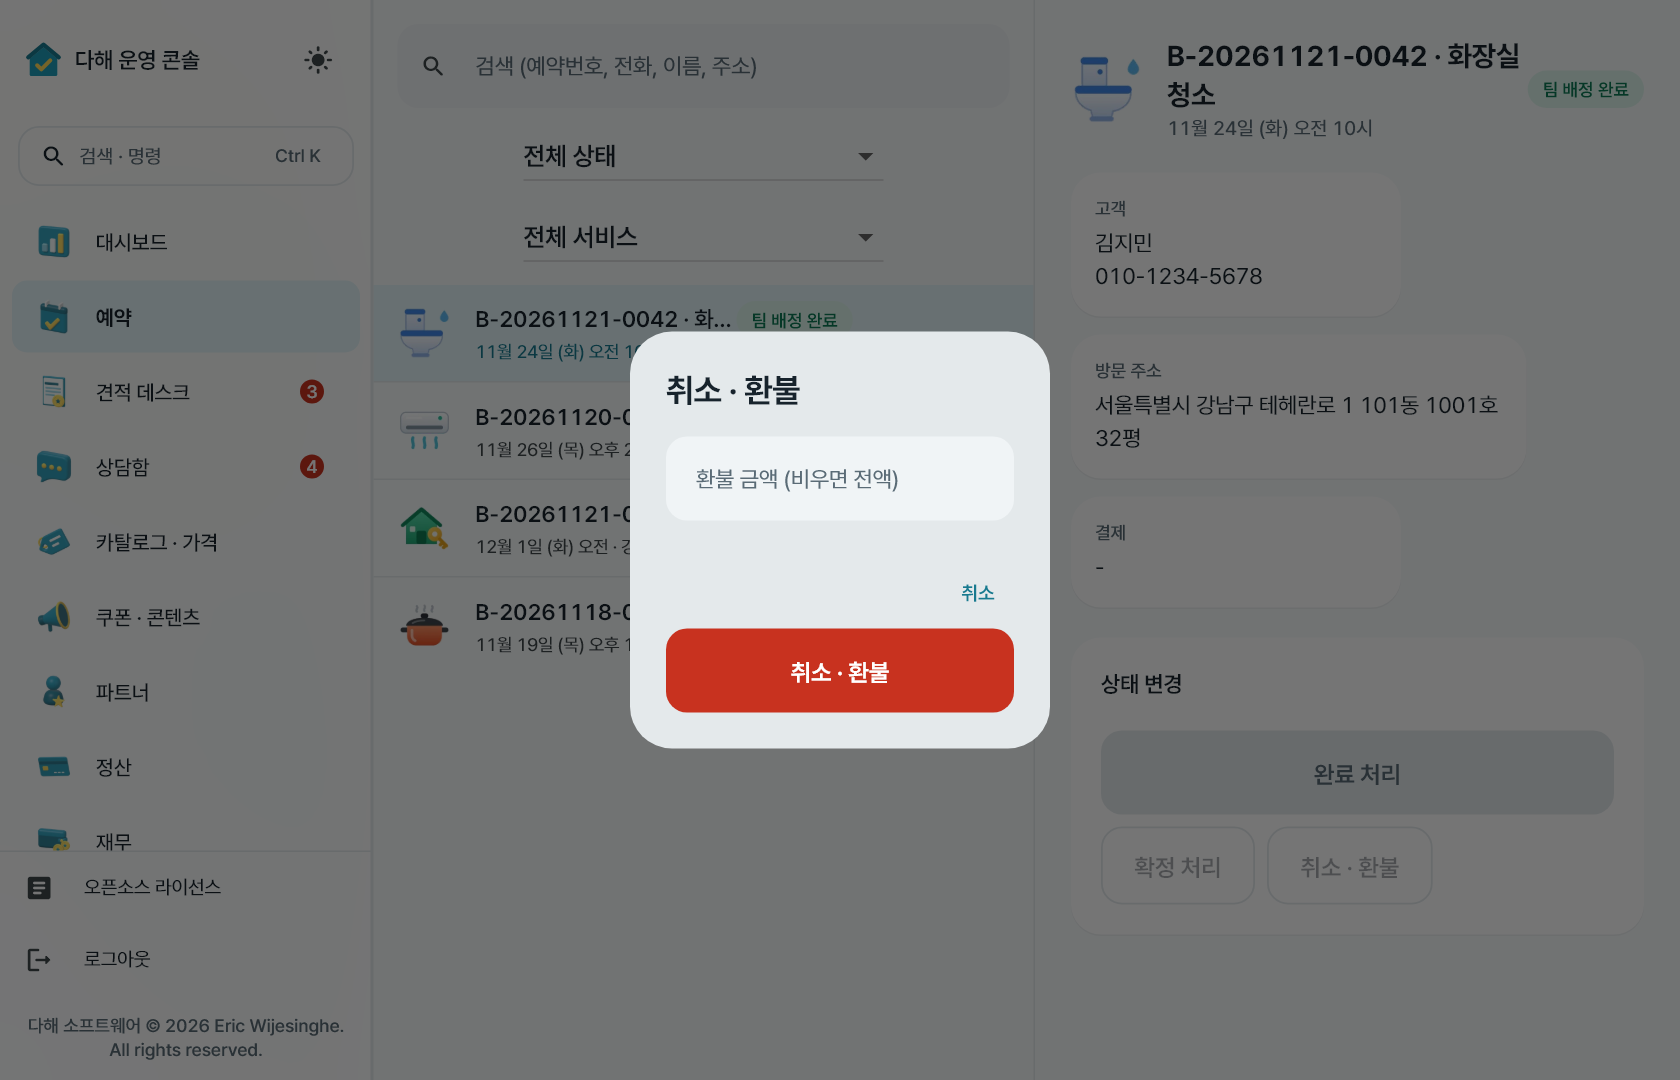 다해 운영 콘솔
검색 · 명령 Ctrl K
대시보드
예약
견적 데스크 3
상담함 4
카탈로그 · 가격
쿠폰 · 콘텐츠
파트너
정산
재무
오픈소스 라이선스
로그아웃
다해 소프트웨어 © 2026 Eric Wijesinghe.
All rights reserved.
검색 (예약번호, 전화, 이름, 주소)
전체 상태
전체 서비스
B-20261121-0042 · 화... 팀 배정 완료
11월 24일 (화) 오전
B-20261120-
11월 26일 (목) 오후
B-20261121-
12월 1일 (화) 오전 ·
B-20261118-
11월 19일 (목) 오후
취소 · 환불
환불 금액 (비우면 전액)
취소
취소 · 환불
B-20261121-0042 · 화장실
청소
팀 배정 완료
11월 24일 (화) 오전 10시
고객
김지민
010-1234-5678
방문 주소
서울특별시 강남구 테헤란로 1 101동 1001호
32평
결제
-
상태 변경
완료 처리
확정 처리
취소 · 환불